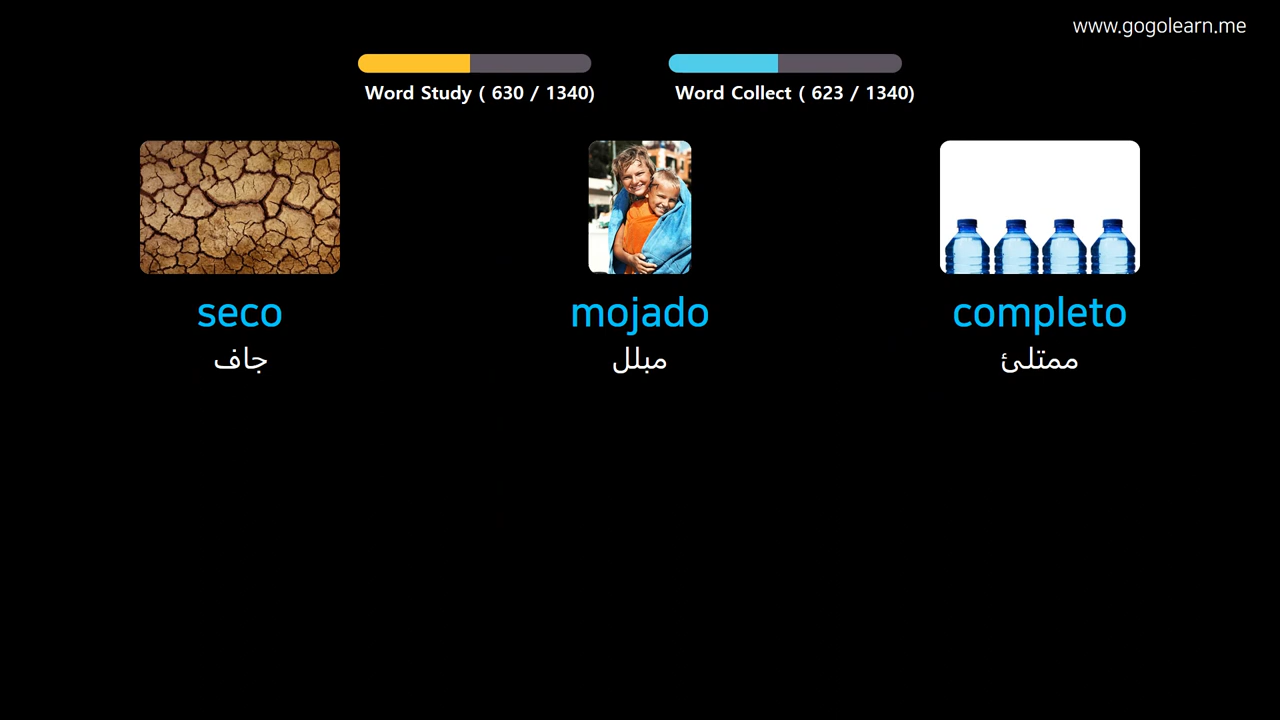 www.gogolearn.me
Word Study ( 630 / 1340)
Word Collect ( 623 / 1340)
seco
mojado
completo
جاف
مبلل
ممتلئ